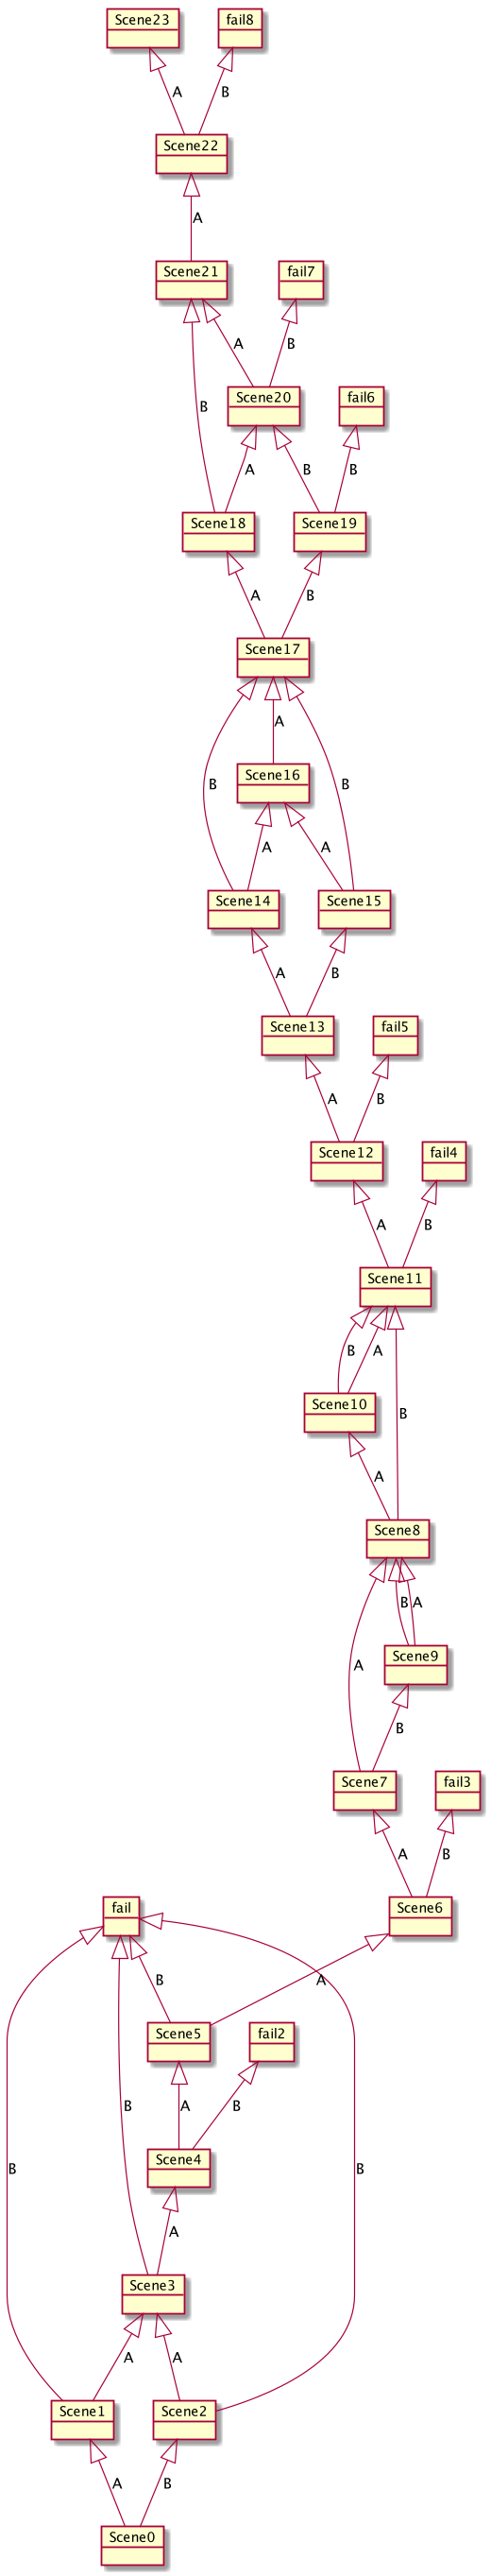 Scene23 fail8
A B
Scene22
A
Scene21 fail7
A B
B Scene20 fail6
A B B
Scene18 Scene19
A B
Scene17
A
B B
Scene16
A A
Scene14 Scene15
A B
Scene13 fail5
A B
Scene12 fail4
A B
Scene11
B A
Scene10 B
A
Scene8
B A
A Scene9
B
Scene7 fail3
A B
fail Scene6
B A
Scene5 fail2
B A B B
B Scene4
A
Scene3
A A
Scene1 Scene2
A B
Scene0